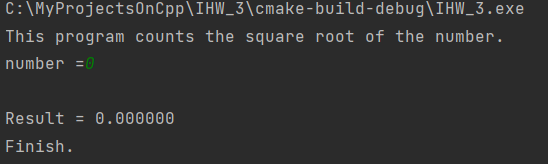 C:\MyProjectsOnCpp\IHW_3\cmake-build-debug\IHW_3.exe
This program counts the square root of the number.
number =0
Result = 0.000000
Finish.